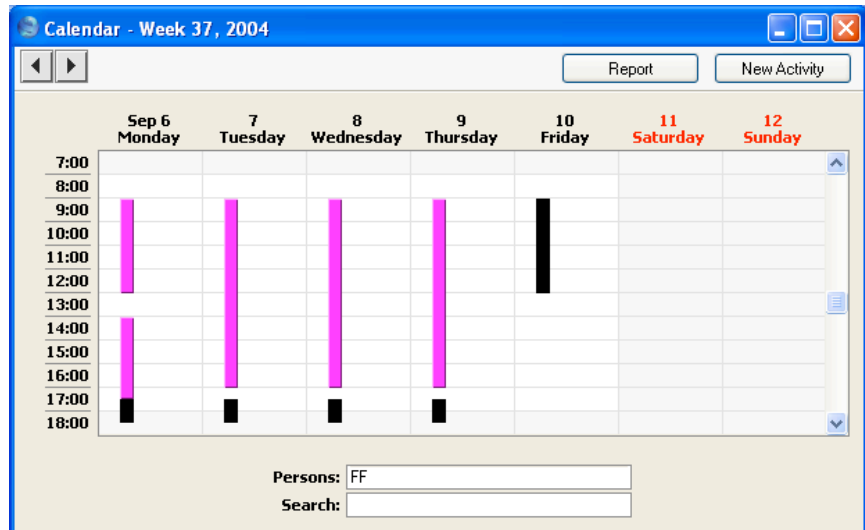 Calendar - Week 37, 2004
Report New Activity
Sep 6 7 8 9 10 11 12
Monday Tuesday Wednesday Thursday Friday Saturday Sunday
7:00
8:00
9:00
10:00
11:00
12:00
13:00
14:00
15:00
16:00
17:00
18:00
Persons: FF
Search: